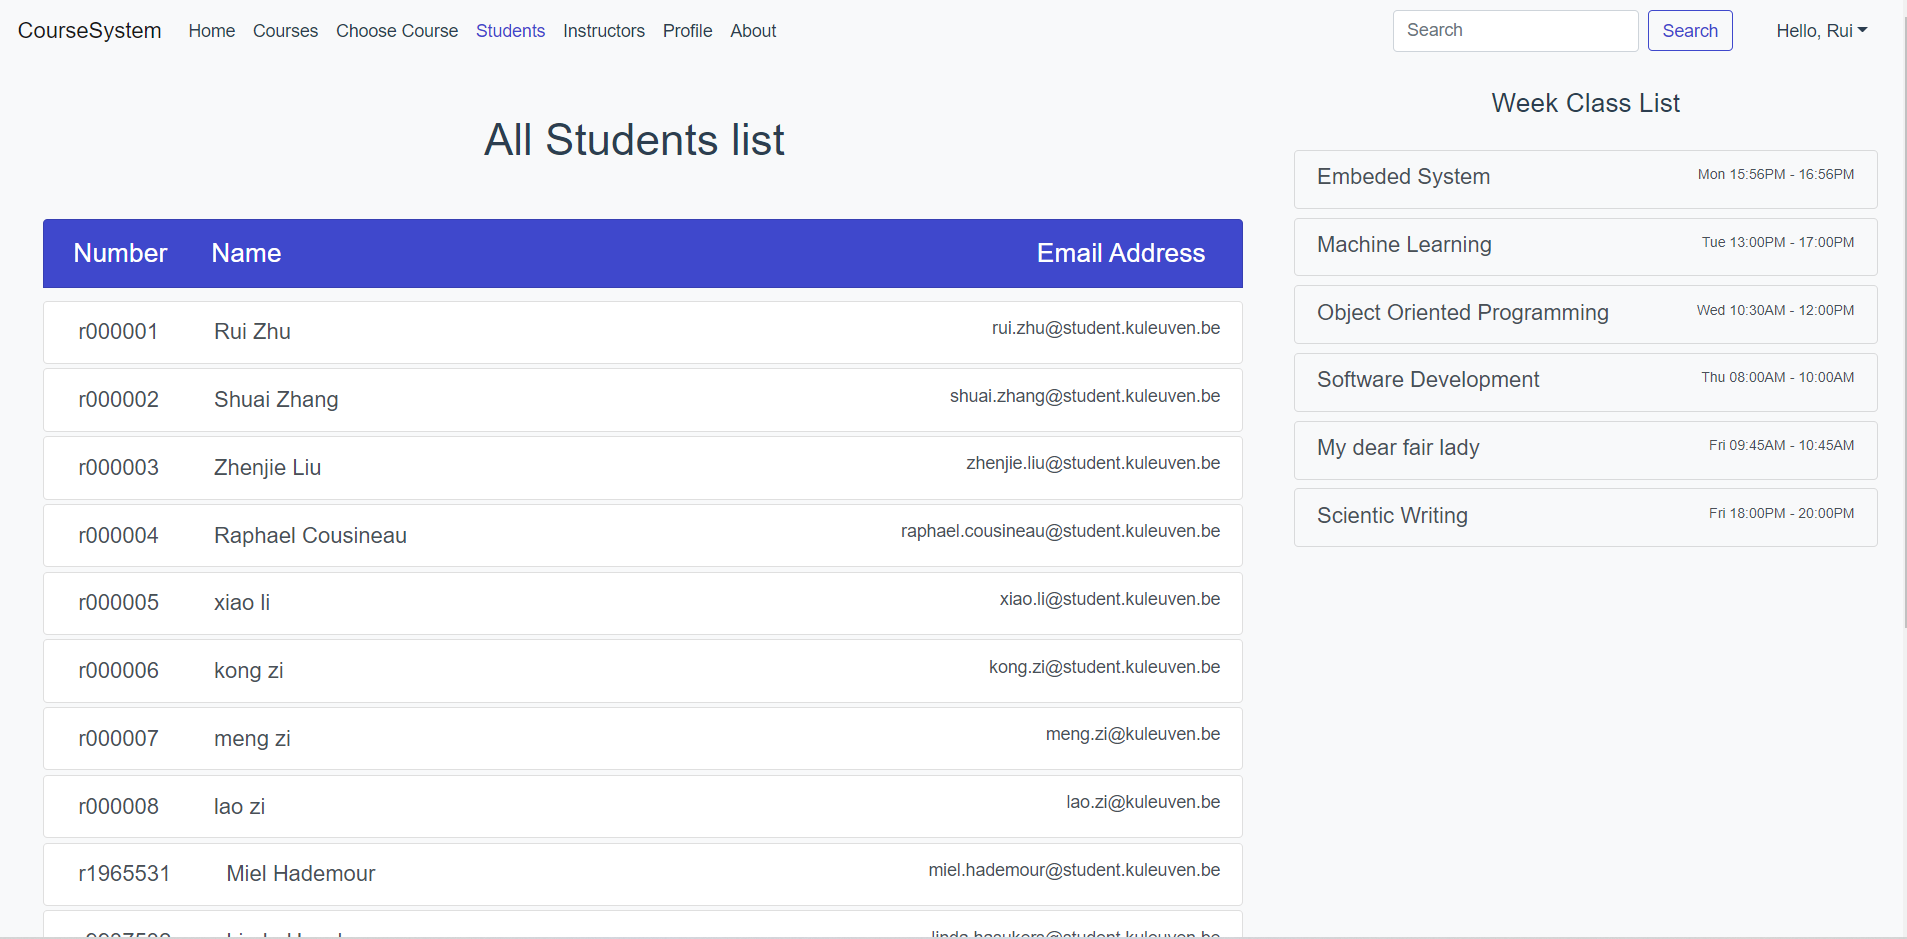 CourseSystem Home Courses Choose Course Students Instructors Profile About Search Search Hello, Rui
All Students list
Number Name Email Address
r000001 Rui Zhu rui.zhu@student.kuleuven.be
r000002 Shuai Zhang shuai.zhang@student.kuleuven.be
r000003 Zhenjie Liu zhenjie.liu@student.kuleuven.be
r000004 Raphael Cousineau raphael.cousineau@student.kuleuven.be
r000005 xiao li xiao.li@student.kuleuven.be
r000006 kong zi kong.zi@student.kuleuven.be
r000007 meng zi meng.zi@kuleuven.be
r000008 lao zi lao.zi@kuleuven.be
r1965531 Miel Hademour miel.hademour@student.kuleuven.be
Week Class List
Embeded System Mon 15:56PM - 16:56PM
Machine Learning Tue 13:00PM - 17:00PM
Object Oriented Programming Wed 10:30AM - 12:00PM
Software Development Thu 08:00AM - 10:00AM
My dear fair lady Fri 09:45AM - 10:45AM
Scientic Writing Fri 18:00PM - 20:00PM